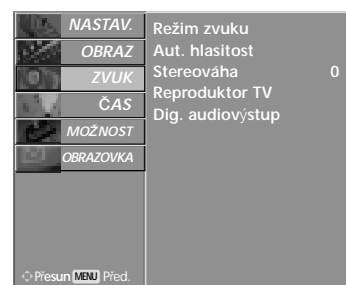 NASTAV.
OBRAZ
ZVUK
ČAS
MOŽNOST
OBRAZOVKA
Režim zvuku
Aut. hlasitost
Stereováha 0
Reproduktor TV
Dig. audiovýstup
Přesun MENU Před.